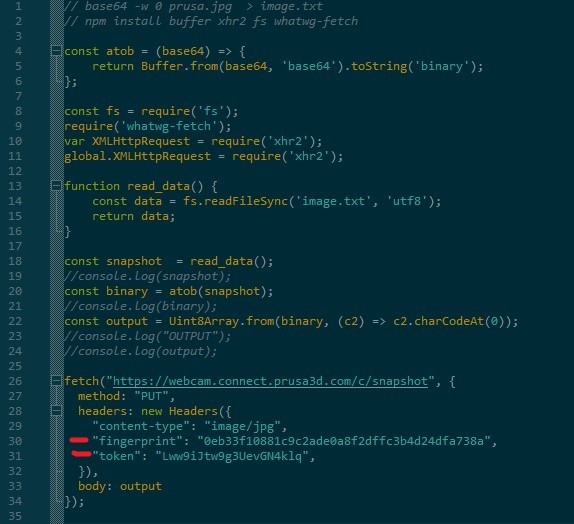 1 // base64 -w 0 prusa.jpg  > image.txt
2 // npm install buffer xhr2 fs whatwg-fetch
3
4 const atob = (base64) => {
5     return Buffer.from(base64, 'base64').toString('binary');
6 };
7
8 const fs = require('fs');
9 require('whatwg-fetch');
10 var XMLHttpRequest = require('xhr2');
11 global.XMLHttpRequest = require('xhr2');
12
13 function read_data() {
14     const data = fs.readFileSync('image.txt', 'utf8');
15     return data;
16 }
17
18 const snapshot  = read_data();
19 //console.log(snapshot);
20 const binary = atob(snapshot);
21 //console.log(binary);
22 const output = Uint8Array.from(binary, (c2) => c2.charCodeAt(0));
23 //console.log("OUTPUT");
24 //console.log(output);
25
26 fetch("https://webcam.connect.prusa3d.com/c/snapshot", {
27   method: "PUT",
28   headers: new Headers({
29     "content-type": "image/jpg",
30     "fingerprint": "0eb33f10881c9c2ade0a8f2dffc3b4d24dfa738a",
31     "token": "Lww9iJtw9g3UevGN4klq",
32   }),
33   body: output
34 });
35